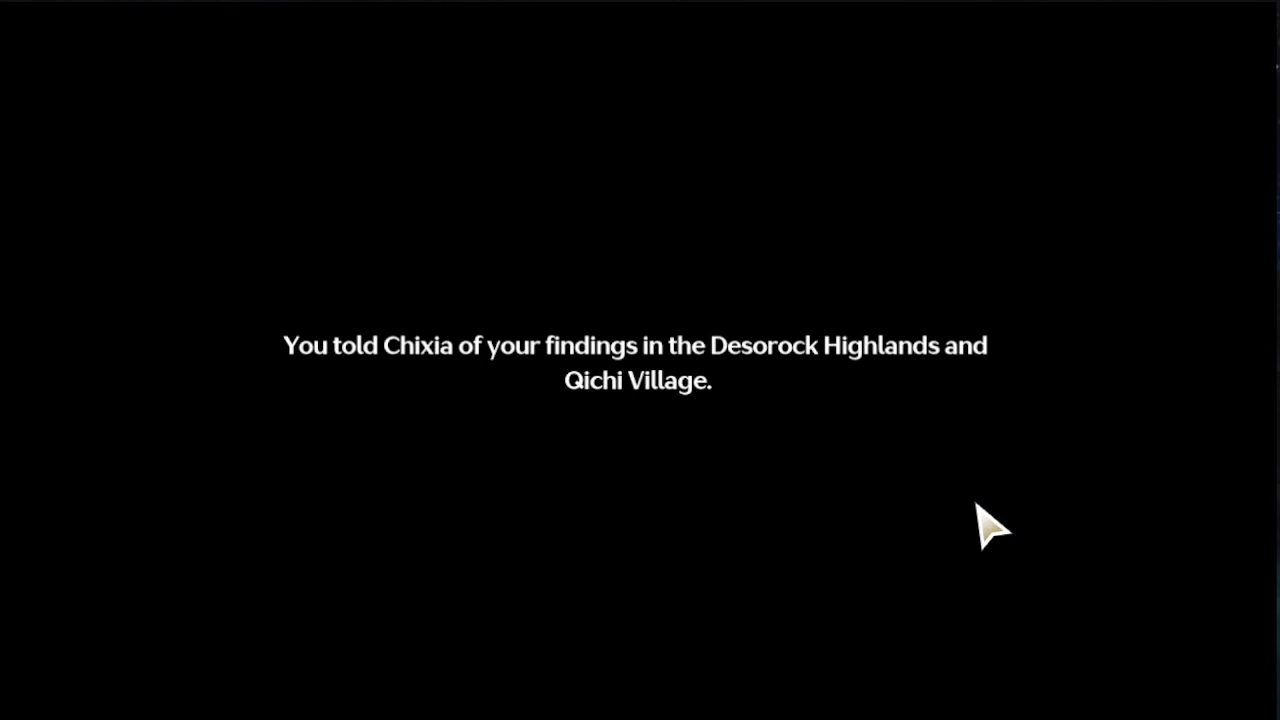 You told Chixia of your findings in the Desorock Highlands and
Qichi Village.